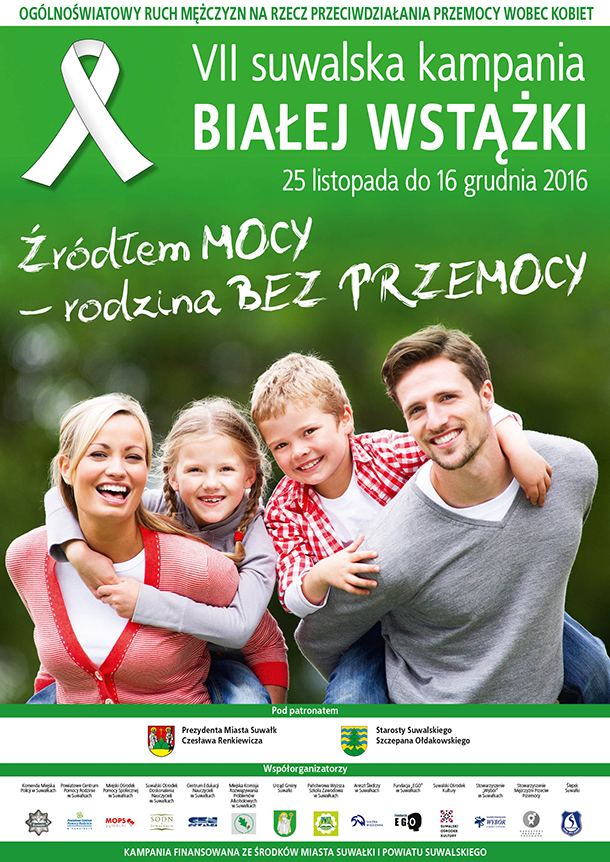 OGÓLNOŚWIATOWY RUCH MĘŻCZYZN NA RZECZ PRZECIWDZIAŁANIA PRZEMOCY WOBEC KOBIET
VII suwalska kampania
BIAŁEJ WSTĄŻKI
25 listopada do 16 grudnia 2016
Źródłem MOCY
– rodzina BEZ PRZEMOCY
Pod patronatem
Prezydenta Miasta Suwałk
Czesława Renkiewicza
Starosty Suwalskiego
Szczepana Ołdakowskiego
Współorganizatorzy
Komenda Miejska
Policji w Suwałkach
Powiatowe Centrum
Pomocy Rodzinie
w Suwałkach
Miejski Ośrodek
Pomocy Społecznej
w Suwałkach
Suwalski Ośrodek
Doskonalenia
Nauczycieli
w Suwałkach
Centrum Edukacji
Nauczycieli
w Suwałkach
Miejska Komisja
Rozwiązywania
Problemów
Alkoholowych
w Suwałkach
Urząd Gminy
Suwałki
Państwowa Wyższa
Szkoła Zawodowa
w Suwałkach
Areszt Śledczy
w Suwałkach
Fundacja „EGO”
w Suwałkach
Suwalski Ośrodek
Kultury
Stowarzyszenie
„Wybór”
w Suwałkach
Stowarzyszenie
Mężczyźni Przeciw
Przemocy
Ślepsk
Suwałki
MOPS
SODN
EGO
SUWALSKI
OŚRODEK
KULTURY
WYBÓR
KAMPANIA FINANSOWANA ZE ŚRODKÓW MIASTA SUWAŁKI I POWIATU SUWALSKIEGO